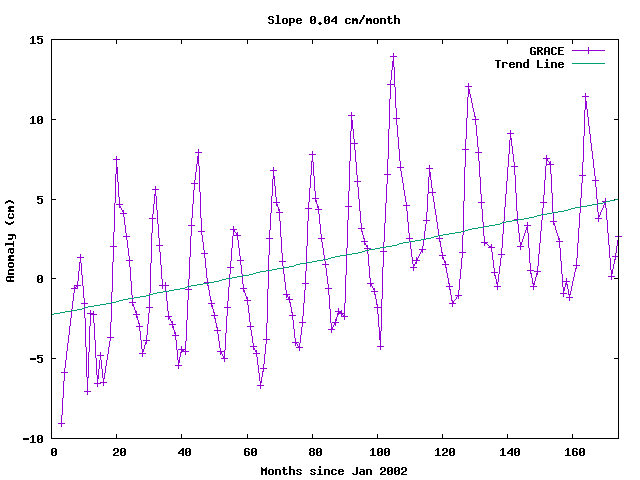 Slope 0.04 cm/month
GRACE
Trend Line
15
10
5
0
-5
-10
Anomaly (cm)
0 20 40 60 80 100 120 140 160
Months since Jan 2002